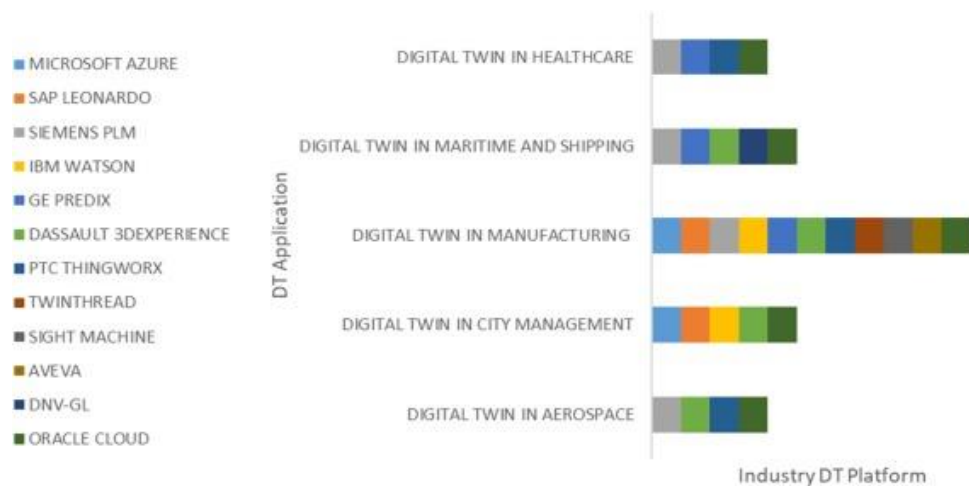 MICROSOFT AZURE
SAP LEONARDO
SIEMENS PLM
IBM WATSON
GE PREDIX
DASSAULT 3DEXPERIENCE
PTC THINGWORX
TWINTHREAD
SIGHT MACHINE
AVEVA
DNV-GL
ORACLE CLOUD
DT Application
DIGITAL TWIN IN HEALTHCARE
DIGITAL TWIN IN MARITIME AND SHIPPING
DIGITAL TWIN IN MANUFACTURING
DIGITAL TWIN IN CITY MANAGEMENT
DIGITAL TWIN IN AEROSPACE
Industry DT Platform